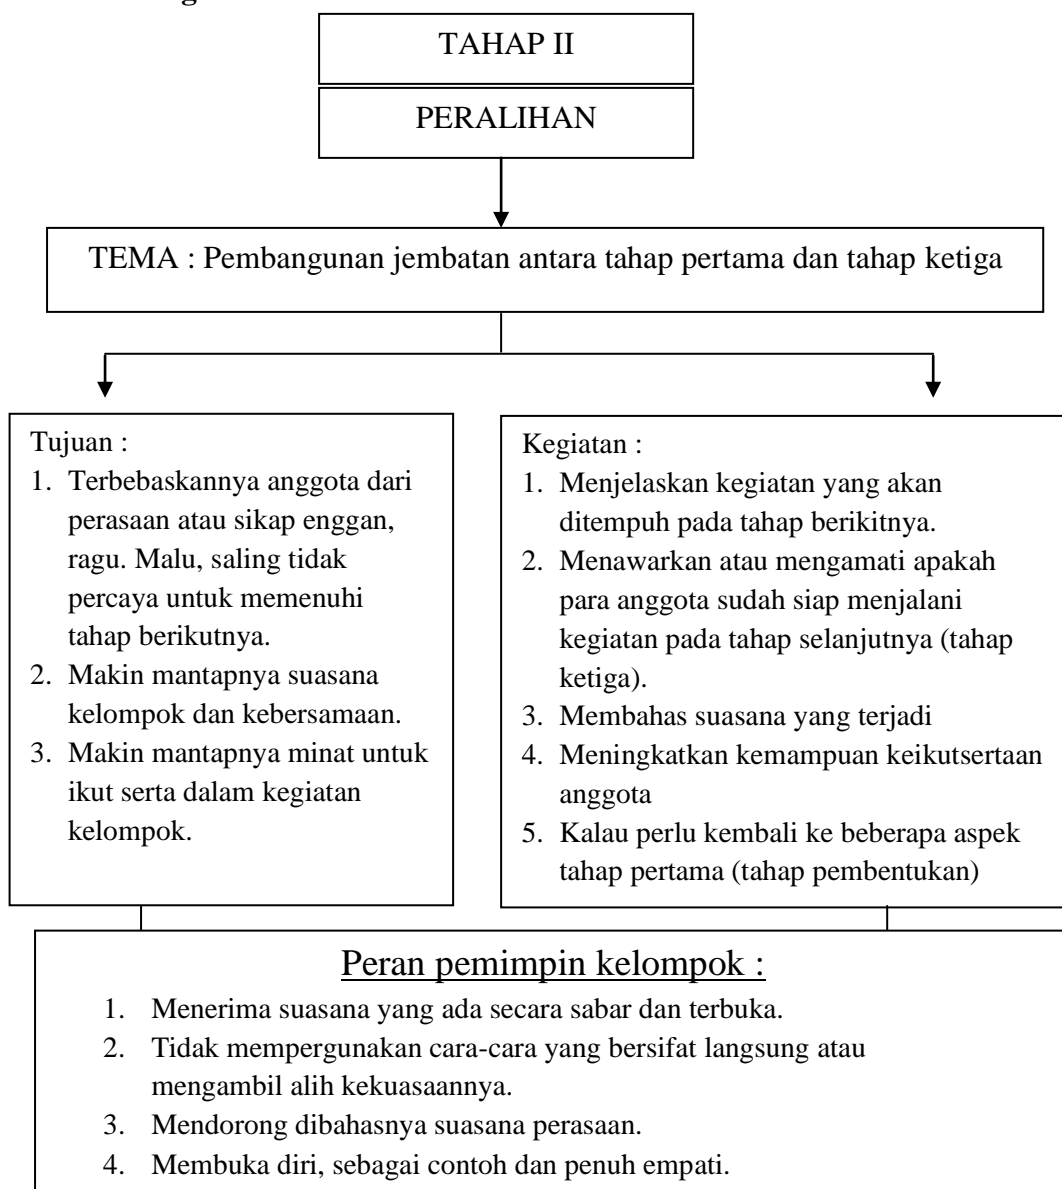 TAHAP II
PERALIHAN
TEMA : Pembangunan jembatan antara tahap pertama dan tahap ketiga
Tujuan :
1. Terbebaskannya anggota dari
perasaan atau sikap enggan,
ragu. Malu, saling tidak
percaya untuk memenuhi
tahap berikutnya.
2. Makin mantapnya suasana
kelompok dan kebersamaan.
3. Makin mantapnya minat untuk
ikut serta dalam kegiatan
kelompok.
Kegiatan :
1. Menjelaskan kegiatan yang akan
ditempuh pada tahap berikitnya.
2. Menawarkan atau mengamati apakah
para anggota sudah siap menjalani
kegiatan pada tahap selanjutnya (tahap
ketiga).
3. Membahas suasana yang terjadi
4. Meningkatkan kemampuan keikutsertaan
anggota
5. Kalau perlu kembali ke beberapa aspek
tahap pertama (tahap pembentukan)
Peran pemimpin kelompok :
1. Menerima suasana yang ada secara sabar dan terbuka.
2. Tidak mempergunakan cara-cara yang bersifat langsung atau
mengambil alih kekuasaannya.
3. Mendorong dibahasnya suasana perasaan.
4. Membuka diri, sebagai contoh dan penuh empati.